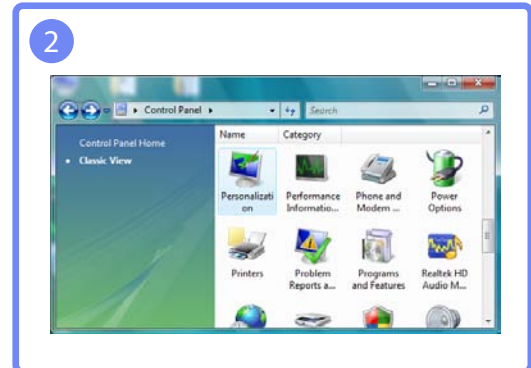 2
Control Panel
Search
Control Panel Home
Classic View
Name Category
Personalizati
on
Performance
Informatio...
Phone and
Modem ...
Power
Options
Printers
Problem
Reports a...
Programs
and Features
Realtek HD
Audio M...